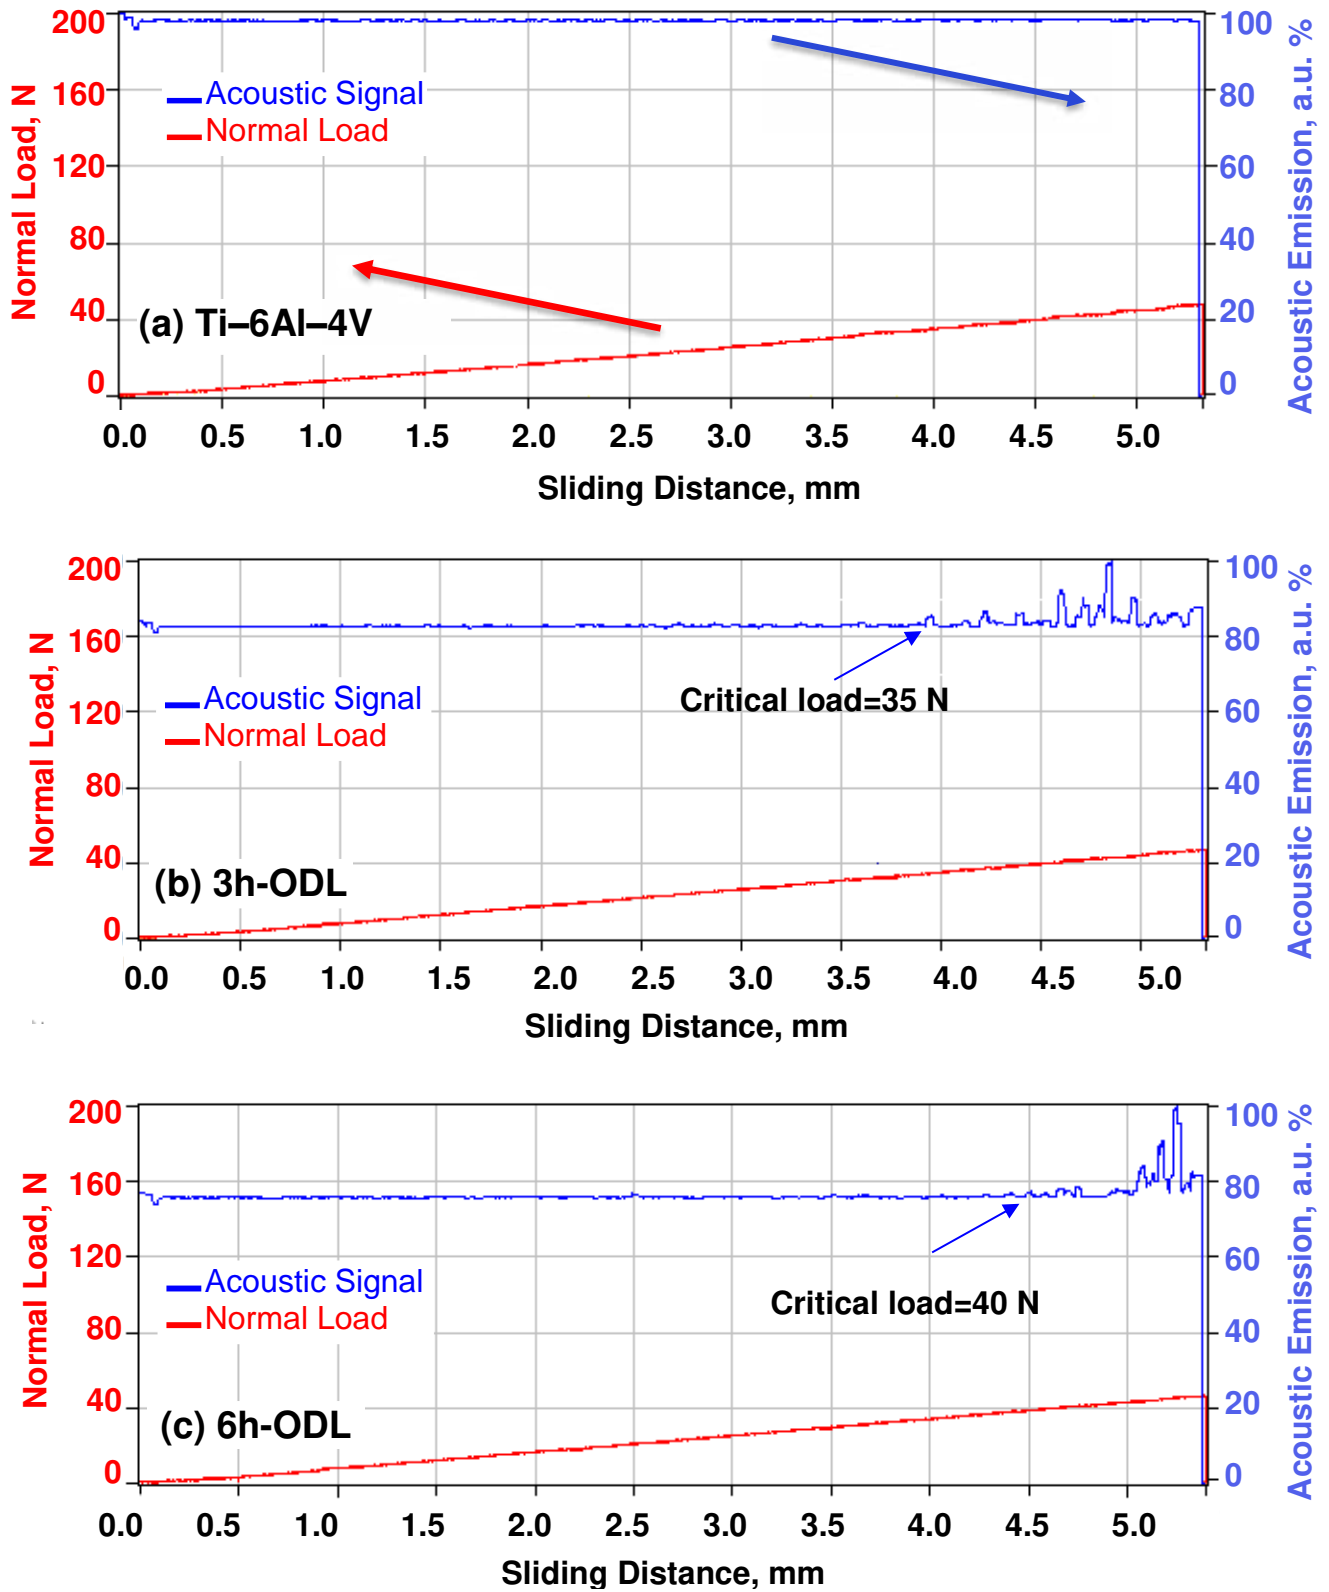 200
160
120
80
40
0
Normal Load, N
Acoustic Signal
Normal Load
(a) Ti–6Al–4V
100
80
60
40
20
0
Acoustic Emission, a.u. %
0.0 0.5 1.0 1.5 2.0 2.5 3.0 3.5 4.0 4.5 5.0
Sliding Distance, mm
200
160
120
80
40
0
Normal Load, N
Acoustic Signal
Normal Load
Critical load=35 N
(b) 3h-ODL
100
80
60
40
20
0
Acoustic Emission, a.u. %
0.0 0.5 1.0 1.5 2.0 2.5 3.0 3.5 4.0 4.5 5.0
Sliding Distance, mm
200
160
120
80
40
0
Normal Load, N
Acoustic Signal
Normal Load
Critical load=40 N
(c) 6h-ODL
100
80
60
40
20
0
Acoustic Emission, a.u. %
0.0 0.5 1.0 1.5 2.0 2.5 3.0 3.5 4.0 4.5 5.0
Sliding Distance, mm